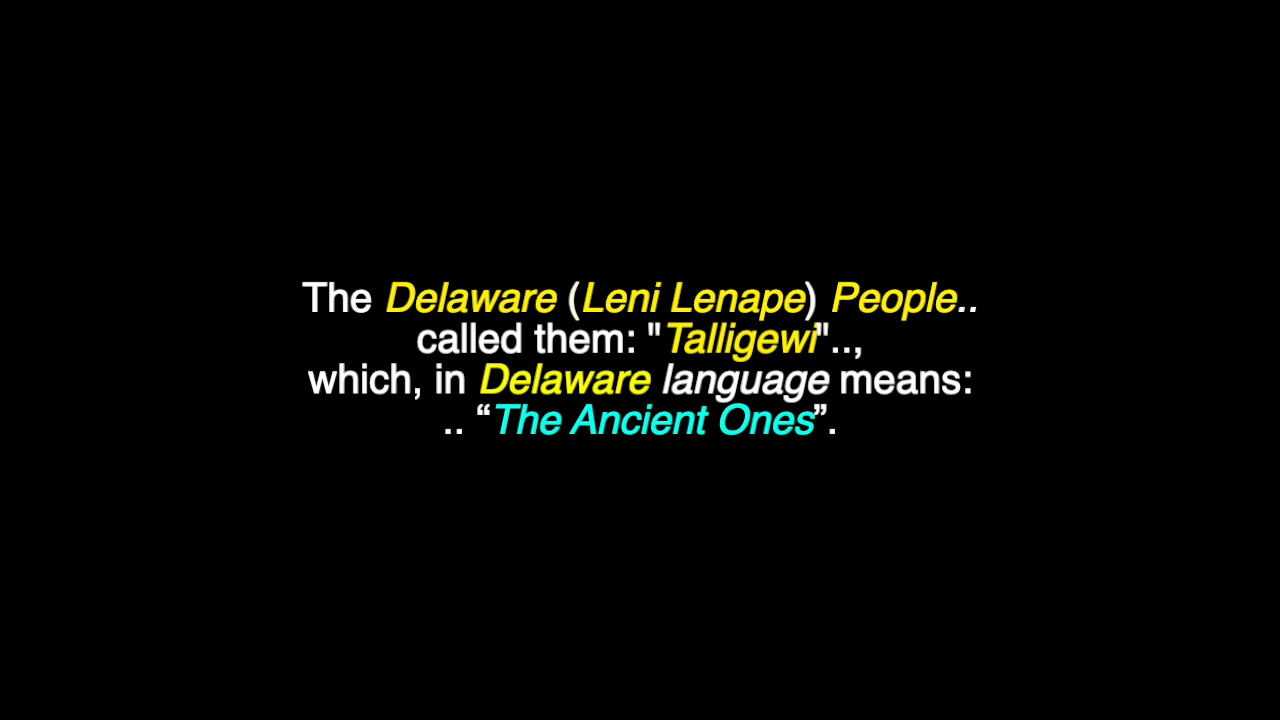 The Delaware (Leni Lenape) People..
called them: "Talligewi"..,
which, in Delaware language means:
.. “The Ancient Ones”.